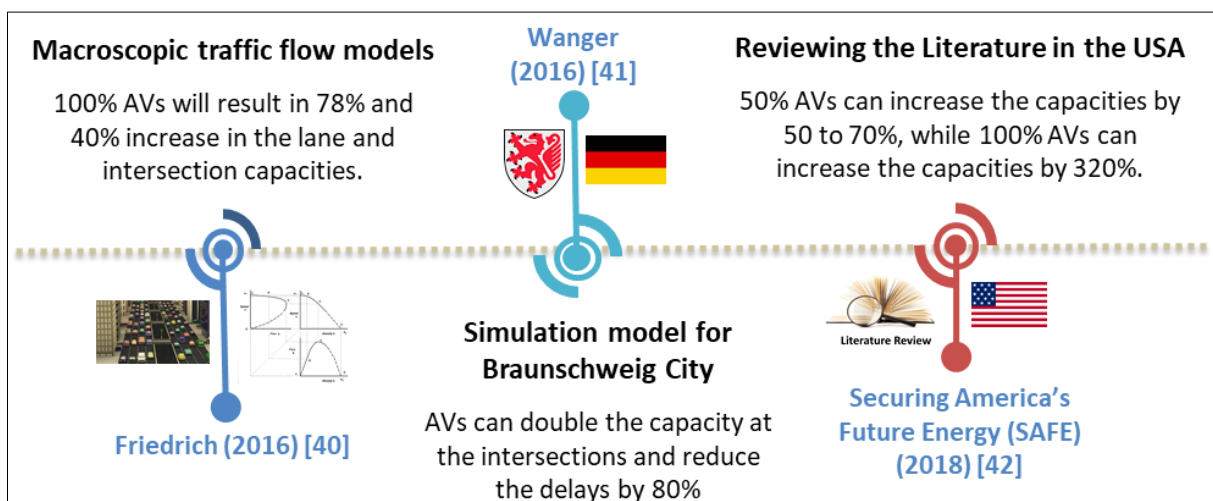 Macroscopic traffic flow models
100% AVs will result in 78% and
40% increase in the lane and
intersection capacities.
Friedrich (2016) [40]
Wanger
(2016) [41]
Simulation model for
Braunschweig City
AVs can double the capacity at
the intersections and reduce
the delays by 80%
Reviewing the Literature in the USA
50% AVs can increase the capacities by
50 to 70%, while 100% AVs can
increase the capacities by 320%.
Literature Review
Securing America’s
Future Energy (SAFE)
(2018) [42]